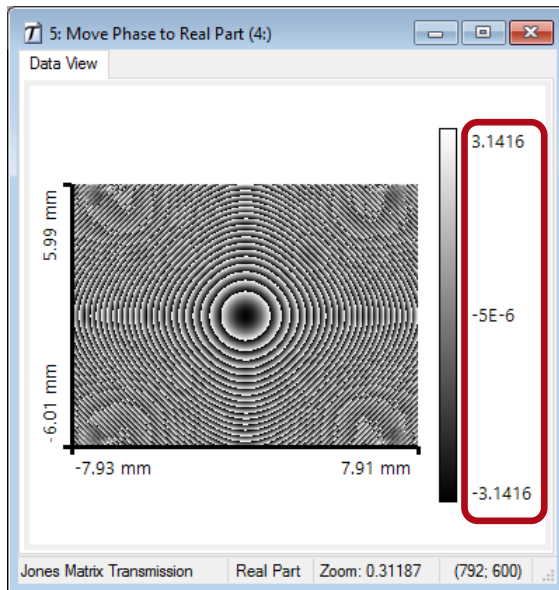 5: Move Phase to Real Part (4:)
Data View
3.1416
5.99 mm
-5E-6
-6.01 mm
-3.1416
-7.93 mm 7.91 mm
Jones Matrix Transmission Real Part Zoom: 0.31187 (792; 600)